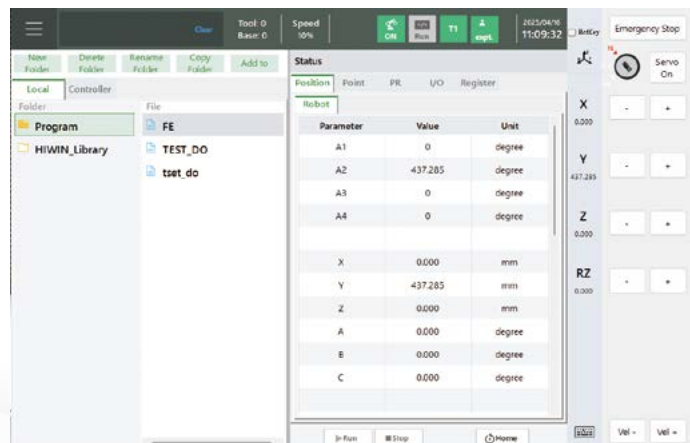 Clear
Tool: 0
Base: 0
Speed
10%
ON
Run
T1
expt.
2025/04/16
11:09:32
RetKey
Emergency Stop
New Folder
Delete Folder
Rename Folder
Copy Folder
Add to
Status
Servo On
Local
Controller
Position
Point
PR
I/O
Register
Folder
File
Robot
Program
FE
HIWIN_Library
TEST_DO
tset_do
Parameter Value Unit
A1 0 degree
A2 437.285 degree
A3 0 degree
A4 0 degree
X 0.000 mm
Y 437.285 mm
Z 0.000 mm
A 0.000 degree
B 0.000 degree
C 0.000 degree
X - +
0.000
Y - +
437.285
Z - +
0.000
RZ - +
0.000
Run
Stop
Home
Vel -
Vel +